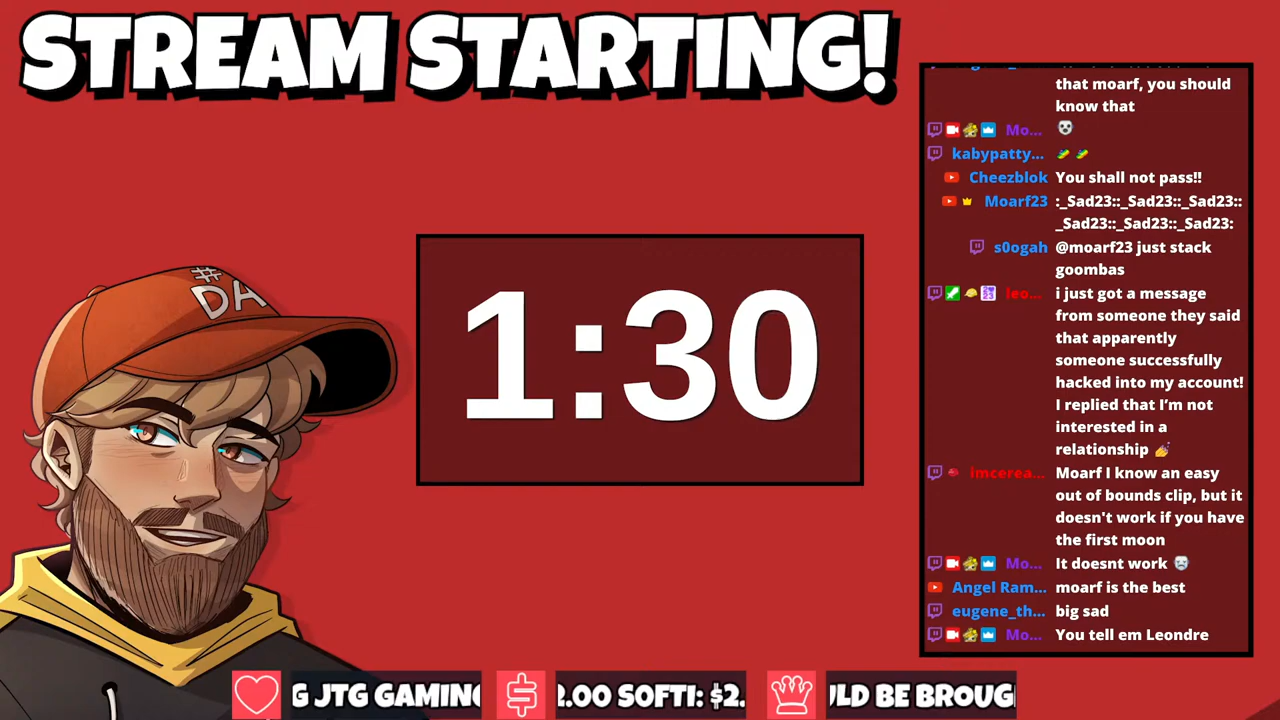 STREAM STARTING!
# DA
1:30
that moarf, you should
know that
Mo...
kabypatty...
Cheezblok You shall not pass!!
Moarf23 :_Sad23::_Sad23::_Sad23::
_Sad23::_Sad23::_Sad23:
s0ogah @moarf23 just stack
goombas
leo... i just got a message
from someone they said
that apparently
someone successfully
hacked into my account!
I replied that I’m not
interested in a
relationship 💅
imcerea... Moarf I know an easy
out of bounds clip, but it
doesn't work if you have
the first moon
Mo... It doesnt work
Angel Ram... moarf is the best
eugene_th... big sad
Mo... You tell em Leondre
G JTG GAMING
2.00 SOFTI: $2.
ULD BE BROUG